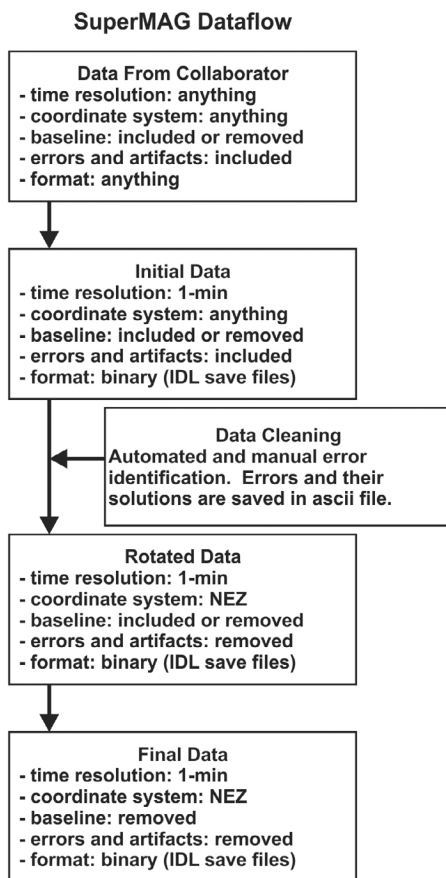 SuperMAG Dataflow
Data From Collaborator
- time resolution: anything
- coordinate system: anything
- baseline: included or removed
- errors and artifacts: included
- format: anything
Initial Data
- time resolution: 1-min
- coordinate system: anything
- baseline: included or removed
- errors and artifacts: included
- format: binary (IDL save files)
Data Cleaning
Automated and manual error
identification.  Errors and their
solutions are saved in ascii file.
Rotated Data
- time resolution: 1-min
- coordinate system: NEZ
- baseline: included or removed
- errors and artifacts: removed
- format: binary (IDL save files)
Final Data
- time resolution: 1-min
- coordinate system: NEZ
- baseline: removed
- errors and artifacts: removed
- format: binary (IDL save files)